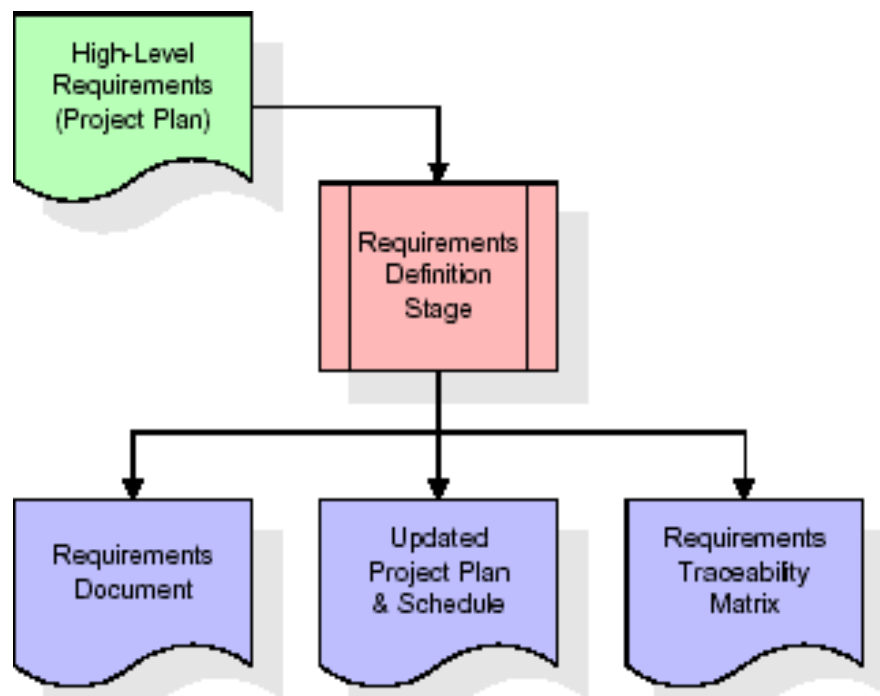 High-Level
Requirements
(Project Plan)
Requirements
Definition
Stage
Requirements
Document
Updated
Project Plan
& Schedule
Requirements
Traceability
Matrix